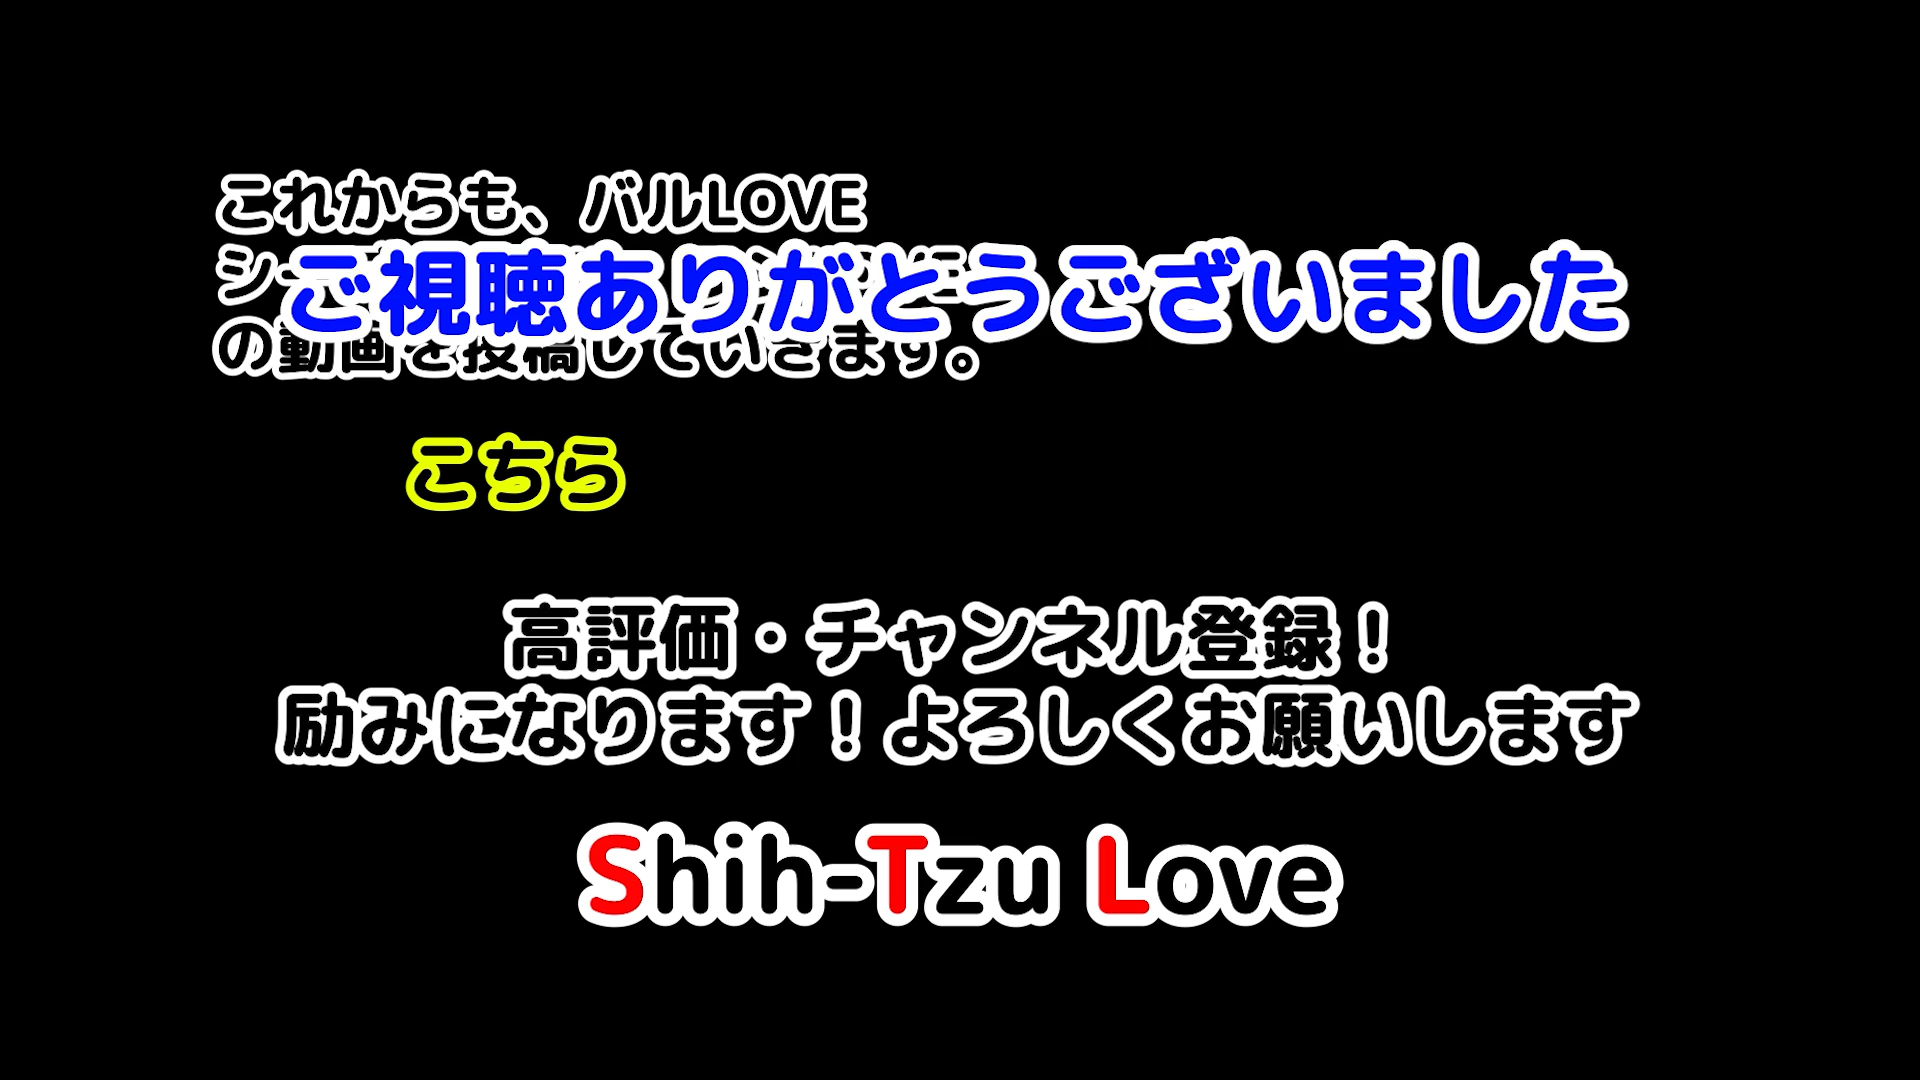 これからも、バルLOVE
シー
ご視聴ありがとうございました
の動画を投稿していきます。
こちら
高評価・チャンネル登録！
励みになります！よろしくお願いします
Shih-Tzu Love